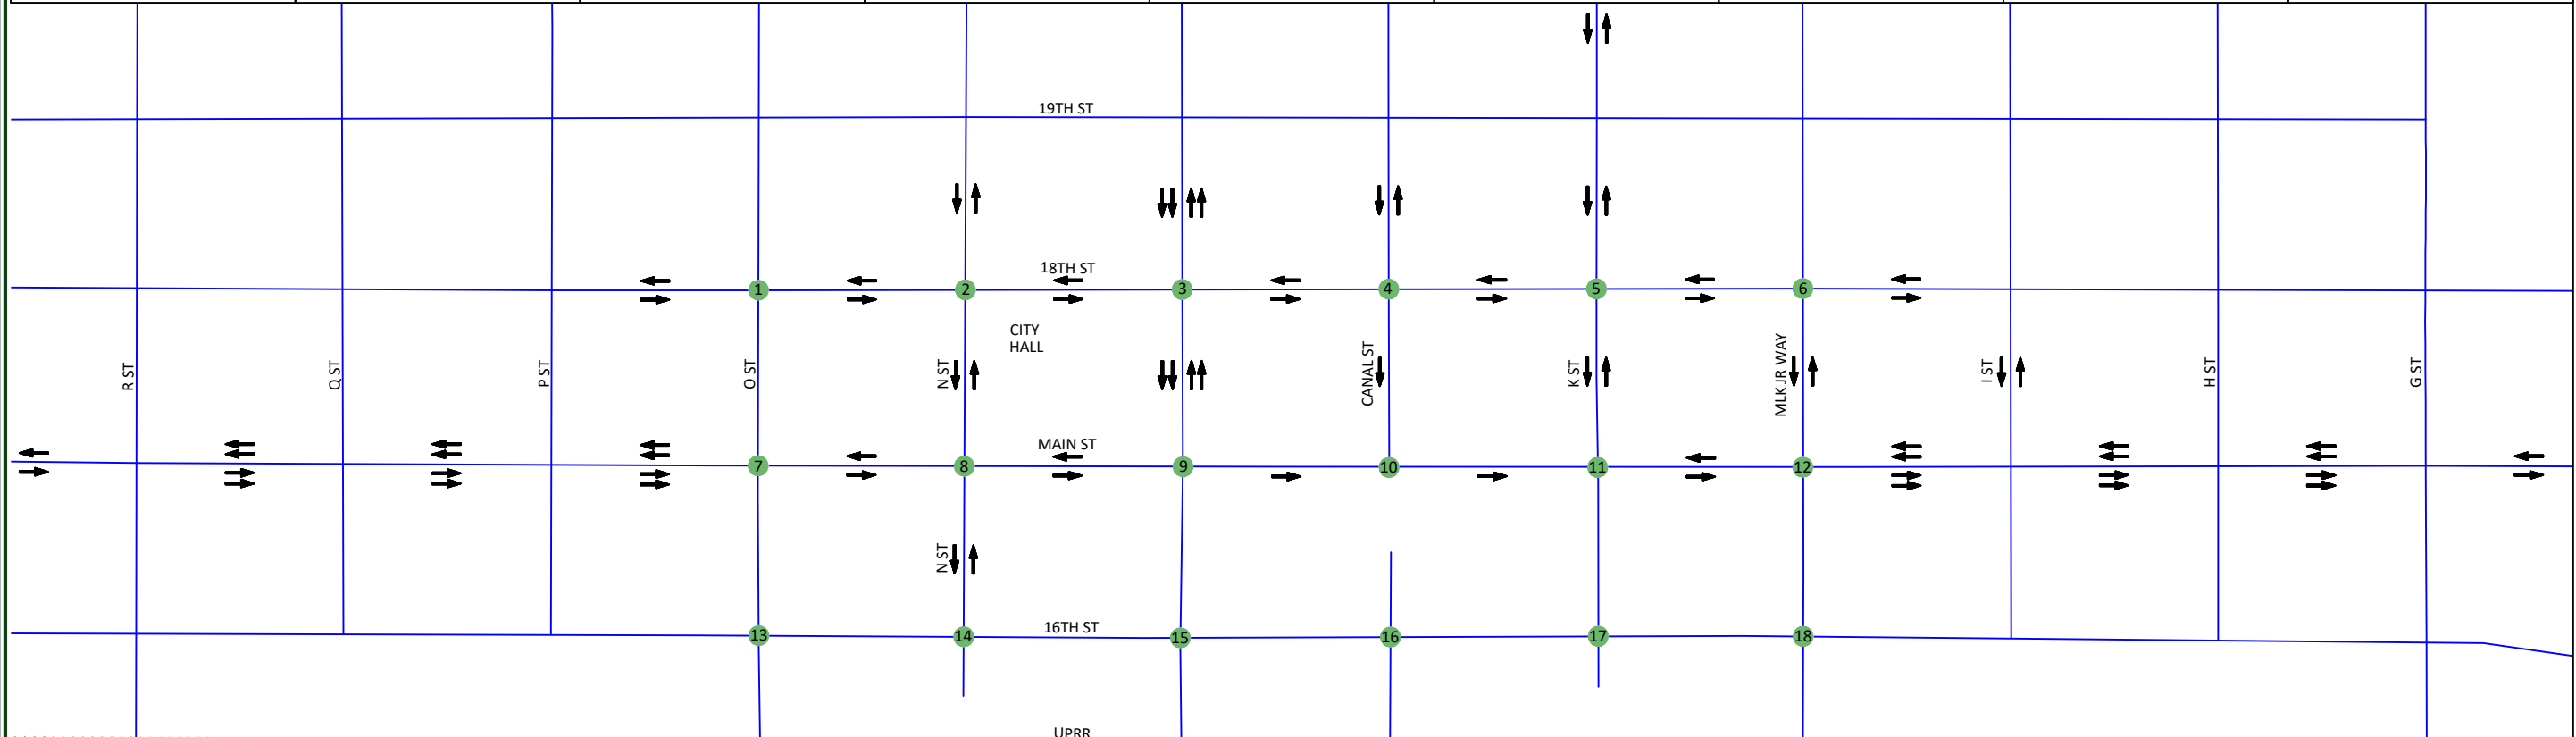 19TH ST
18TH ST
1
2
3
4
5
6
CITY
HALL
R ST
Q ST
P ST
O ST
N ST
CANAL ST
K ST
MLK JR WAY
I ST
H ST
G ST
MAIN ST
7
8
9
10
11
12
N ST
16TH ST
13
14
15
16
17
18
UPRR